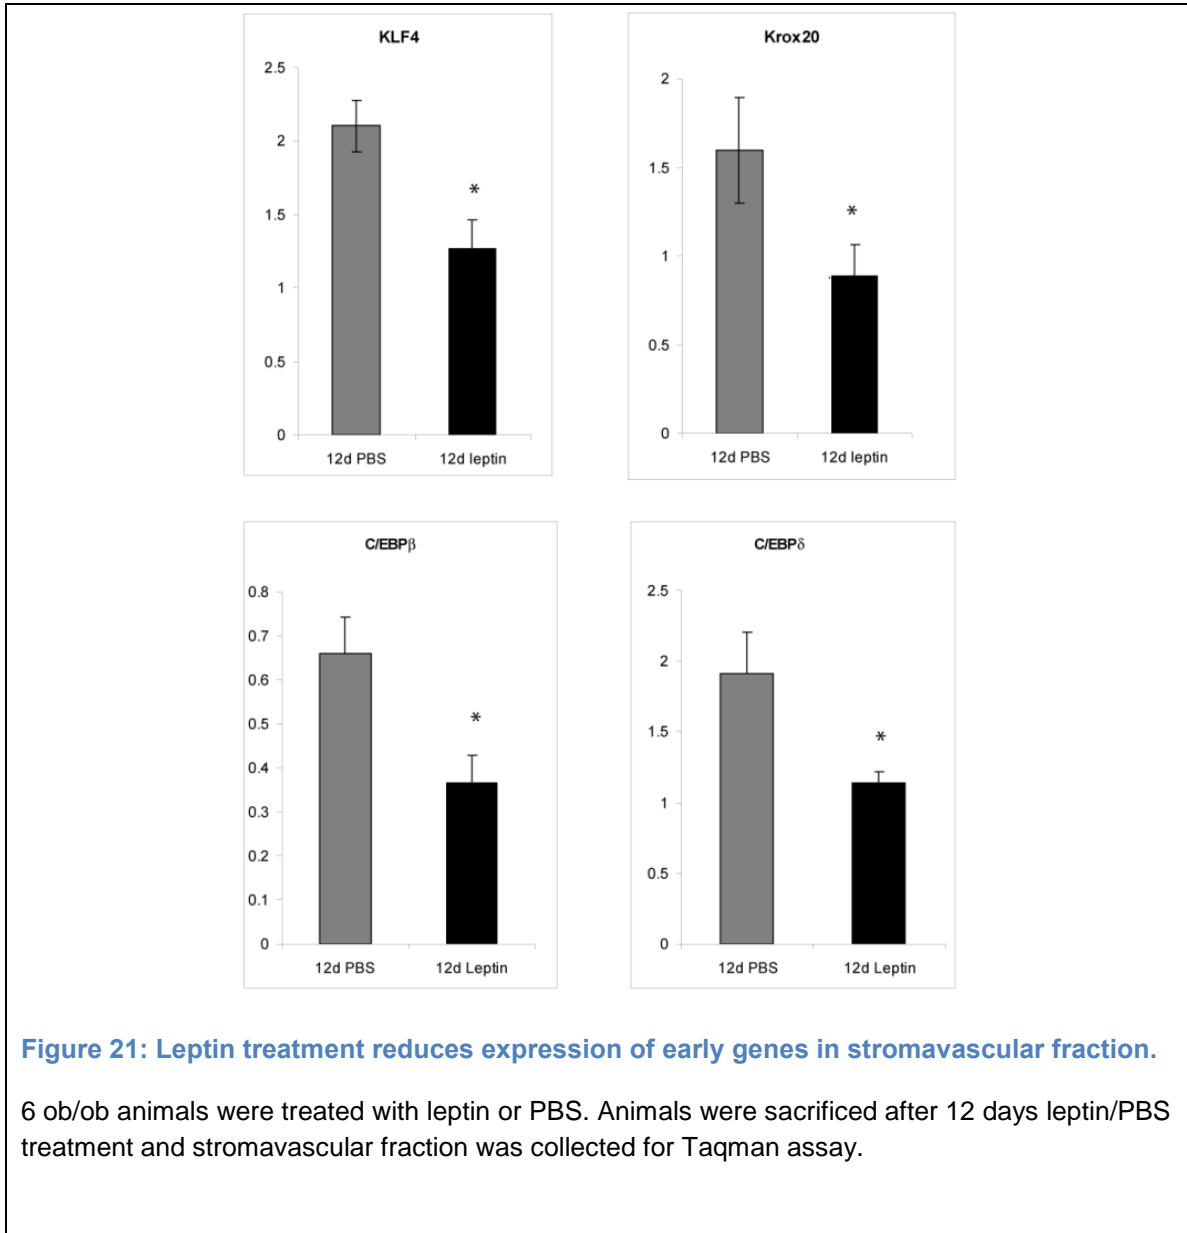 KLF4
2.5
2
1.5
1
0.5
0
*
12d PBS 12d leptin
Krox20
2
1.5
1
0.5
0
*
12d PBS 12d leptin
C/EBPβ
0.8
0.7
0.6
0.5
0.4
0.3
0.2
0.1
0
*
12d PBS 12d Leptin
C/EBPδ
2.5
2
1.5
1
0.5
0
*
12d PBS 12d Leptin
Figure 21: Leptin treatment reduces expression of early genes in stromavascular fraction.
6 ob/ob animals were treated with leptin or PBS. Animals were sacrificed after 12 days leptin/PBS
treatment and stromavascular fraction was collected for Taqman assay.